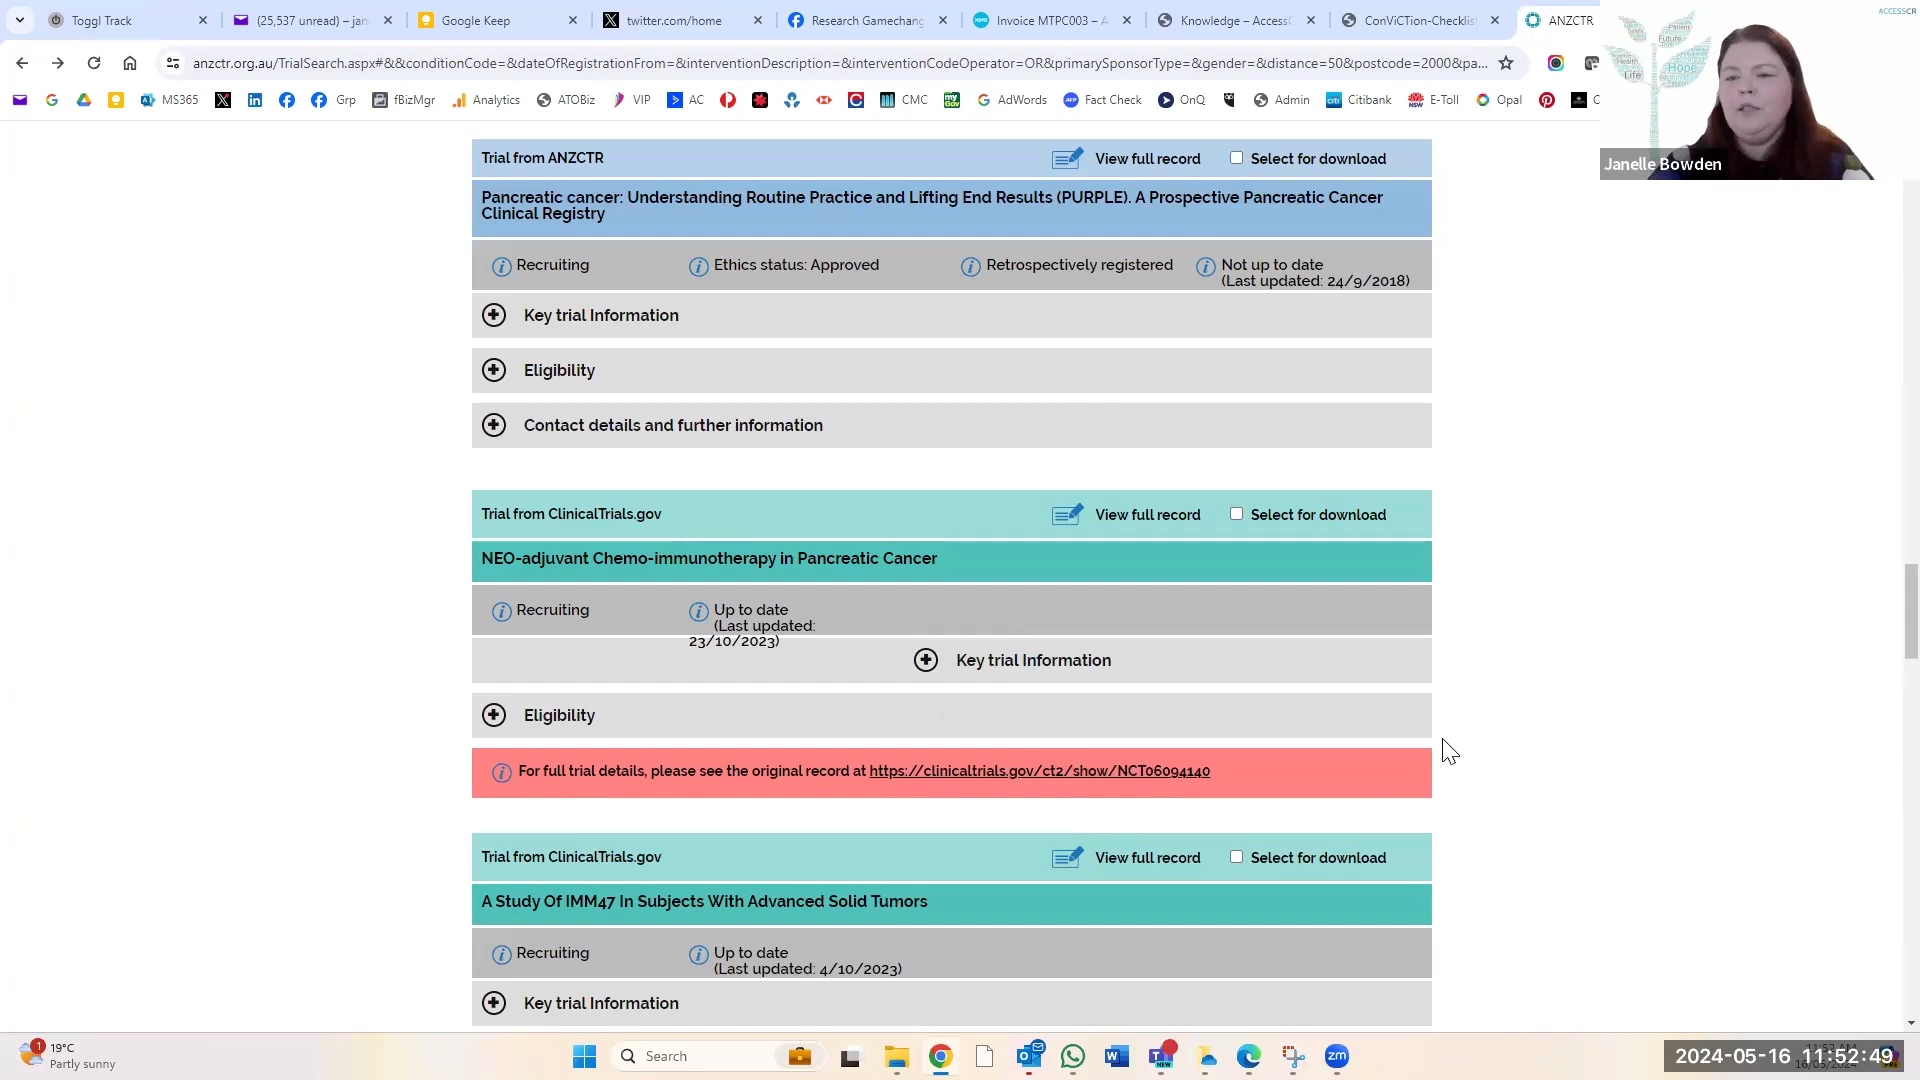 Toggl Track
(25,537 unread) – jan
Google Keep
twitter.com/home
Research Gamechang
Invoice MTPC003 – A
Knowledge – AccessC
ConViCTion-Checklis
ANZCTR
anzctr.org.au/TrialSearch.aspx#&&conditionCode=&dateOfRegistrationFrom=&interventionDescription=&interventionCodeOperator=OR&primarySponsorType=&gender=&distance=50&postcode=2000&pa...
MS365
Grp
fBizMgr
Analytics
ATOBiz
VIP
AC
CMC
AdWords
Fact Check
OnQ
Admin
Citibank
E-Toll
Opal
ACCESSCR
Future
Hope
Health
Life
Janelle Bowden
Trial from ANZCTR
View full record
Select for download
Pancreatic cancer: Understanding Routine Practice and Lifting End Results (PURPLE). A Prospective Pancreatic Cancer
Clinical Registry
Recruiting
Ethics status: Approved
Retrospectively registered
Not up to date
(Last updated: 24/9/2018)
Key trial Information
Eligibility
Contact details and further information
Trial from ClinicalTrials.gov
View full record
Select for download
NEO-adjuvant Chemo-immunotherapy in Pancreatic Cancer
Recruiting
Up to date
(Last updated:
23/10/2023)
Key trial Information
Eligibility
For full trial details, please see the original record at https://clinicaltrials.gov/ct2/show/NCT06094140
Trial from ClinicalTrials.gov
View full record
Select for download
A Study Of IMM47 In Subjects With Advanced Solid Tumors
Recruiting
Up to date
(Last updated: 4/10/2023)
Key trial Information
1
19°C
Partly sunny
Search
NEW
zm
2024-05-16 11:52:49